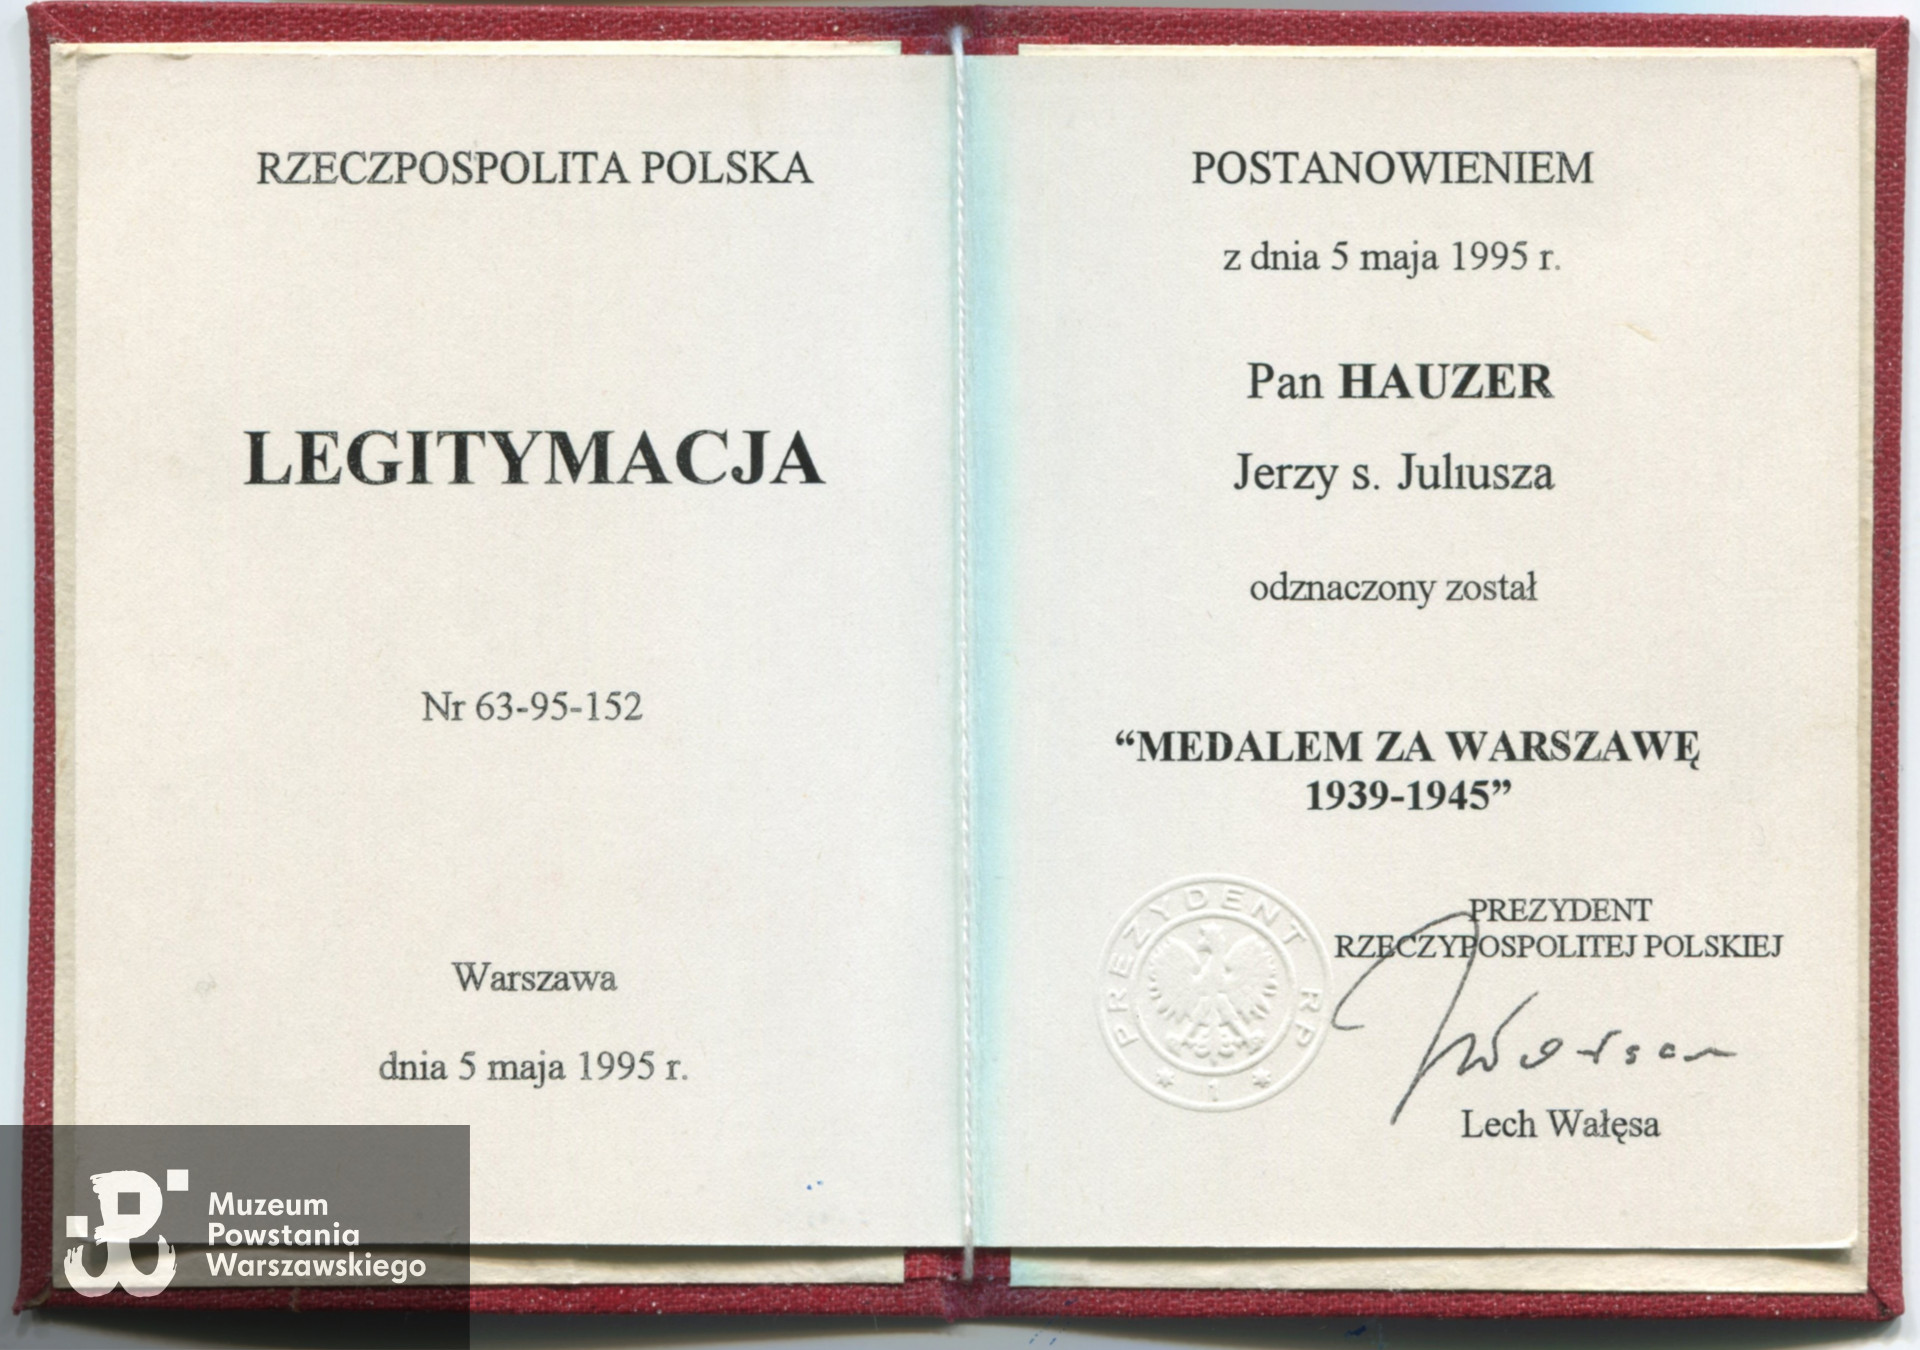 RZECZPOSPOLITA POLSKA
LEGITYMACJA
Nr 63-95-152
Warszawa
dnia 5 maja 1995 r.
POSTANOWIENIEM
z dnia 5 maja 1995 r.
Pan HAUZER
Jerzy s. Juliusza
odznaczony został
“MEDALEM ZA WARSZAWĘ
1939-1945”
PREZYDENT RP
* 1 *
PREZYDENT
RZECZYPOSPOLITEJ POLSKIEJ
Lech Wałęsa
Muzeum
Powstania
Warszawskiego